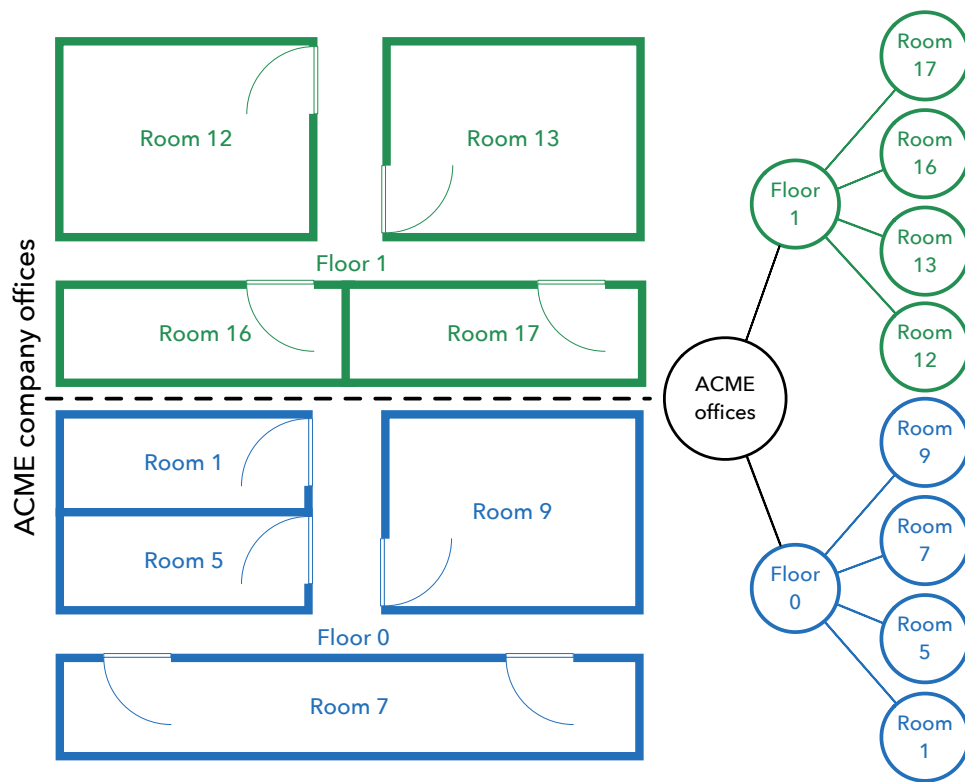 ACME company offices
Room 12
Room 13
Floor 1
Room 16
Room 17
Room 1
Room 5
Room 9
Floor 0
Room 7
ACME
offices
Floor
1
Floor
0
Room
17
Room
16
Room
13
Room
12
Room
9
Room
7
Room
5
Room
1